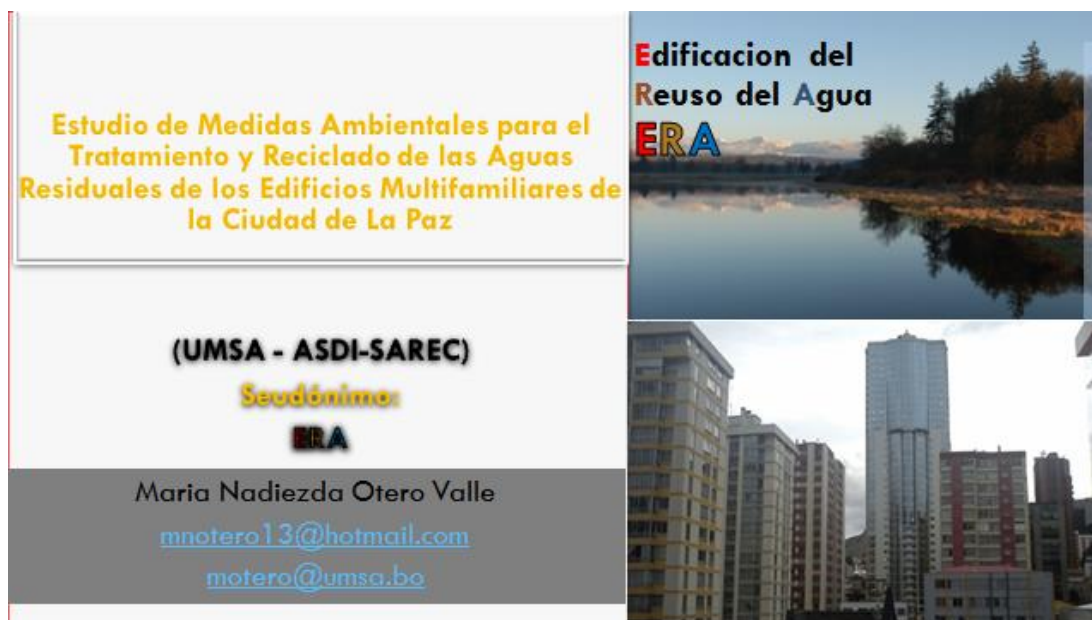 Estudio de Medidas Ambientales para el
Tratamiento y Reciclado de las Aguas
Residuales de los Edificios Multifamiliares de
la Ciudad de La Paz
(UMSA - ASDI-SAREC)
Seudónimo:
ERA
Maria Nadiezda Otero Valle
mnotero13@hotmail.com
motero@umsa.bo
Edificacion del
Reuso del Agua
ERA